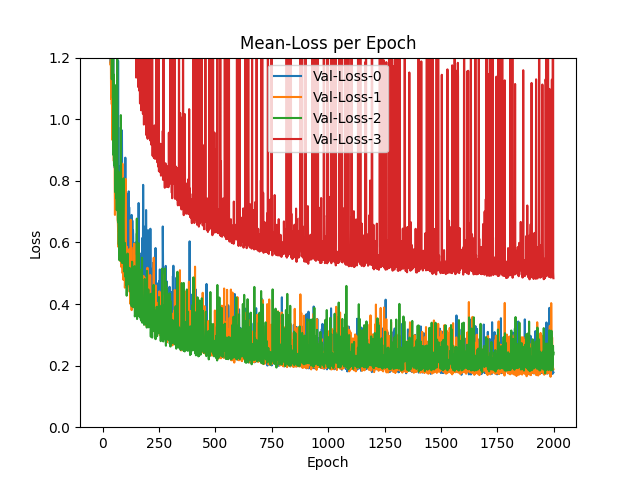 Mean-Loss per Epoch
Loss
1.2
1.0
0.8
0.6
0.4
0.2
0.0
Val-Loss-0
Val-Loss-1
Val-Loss-2
Val-Loss-3
0 250 500 750 1000 1250 1500 1750 2000
Epoch